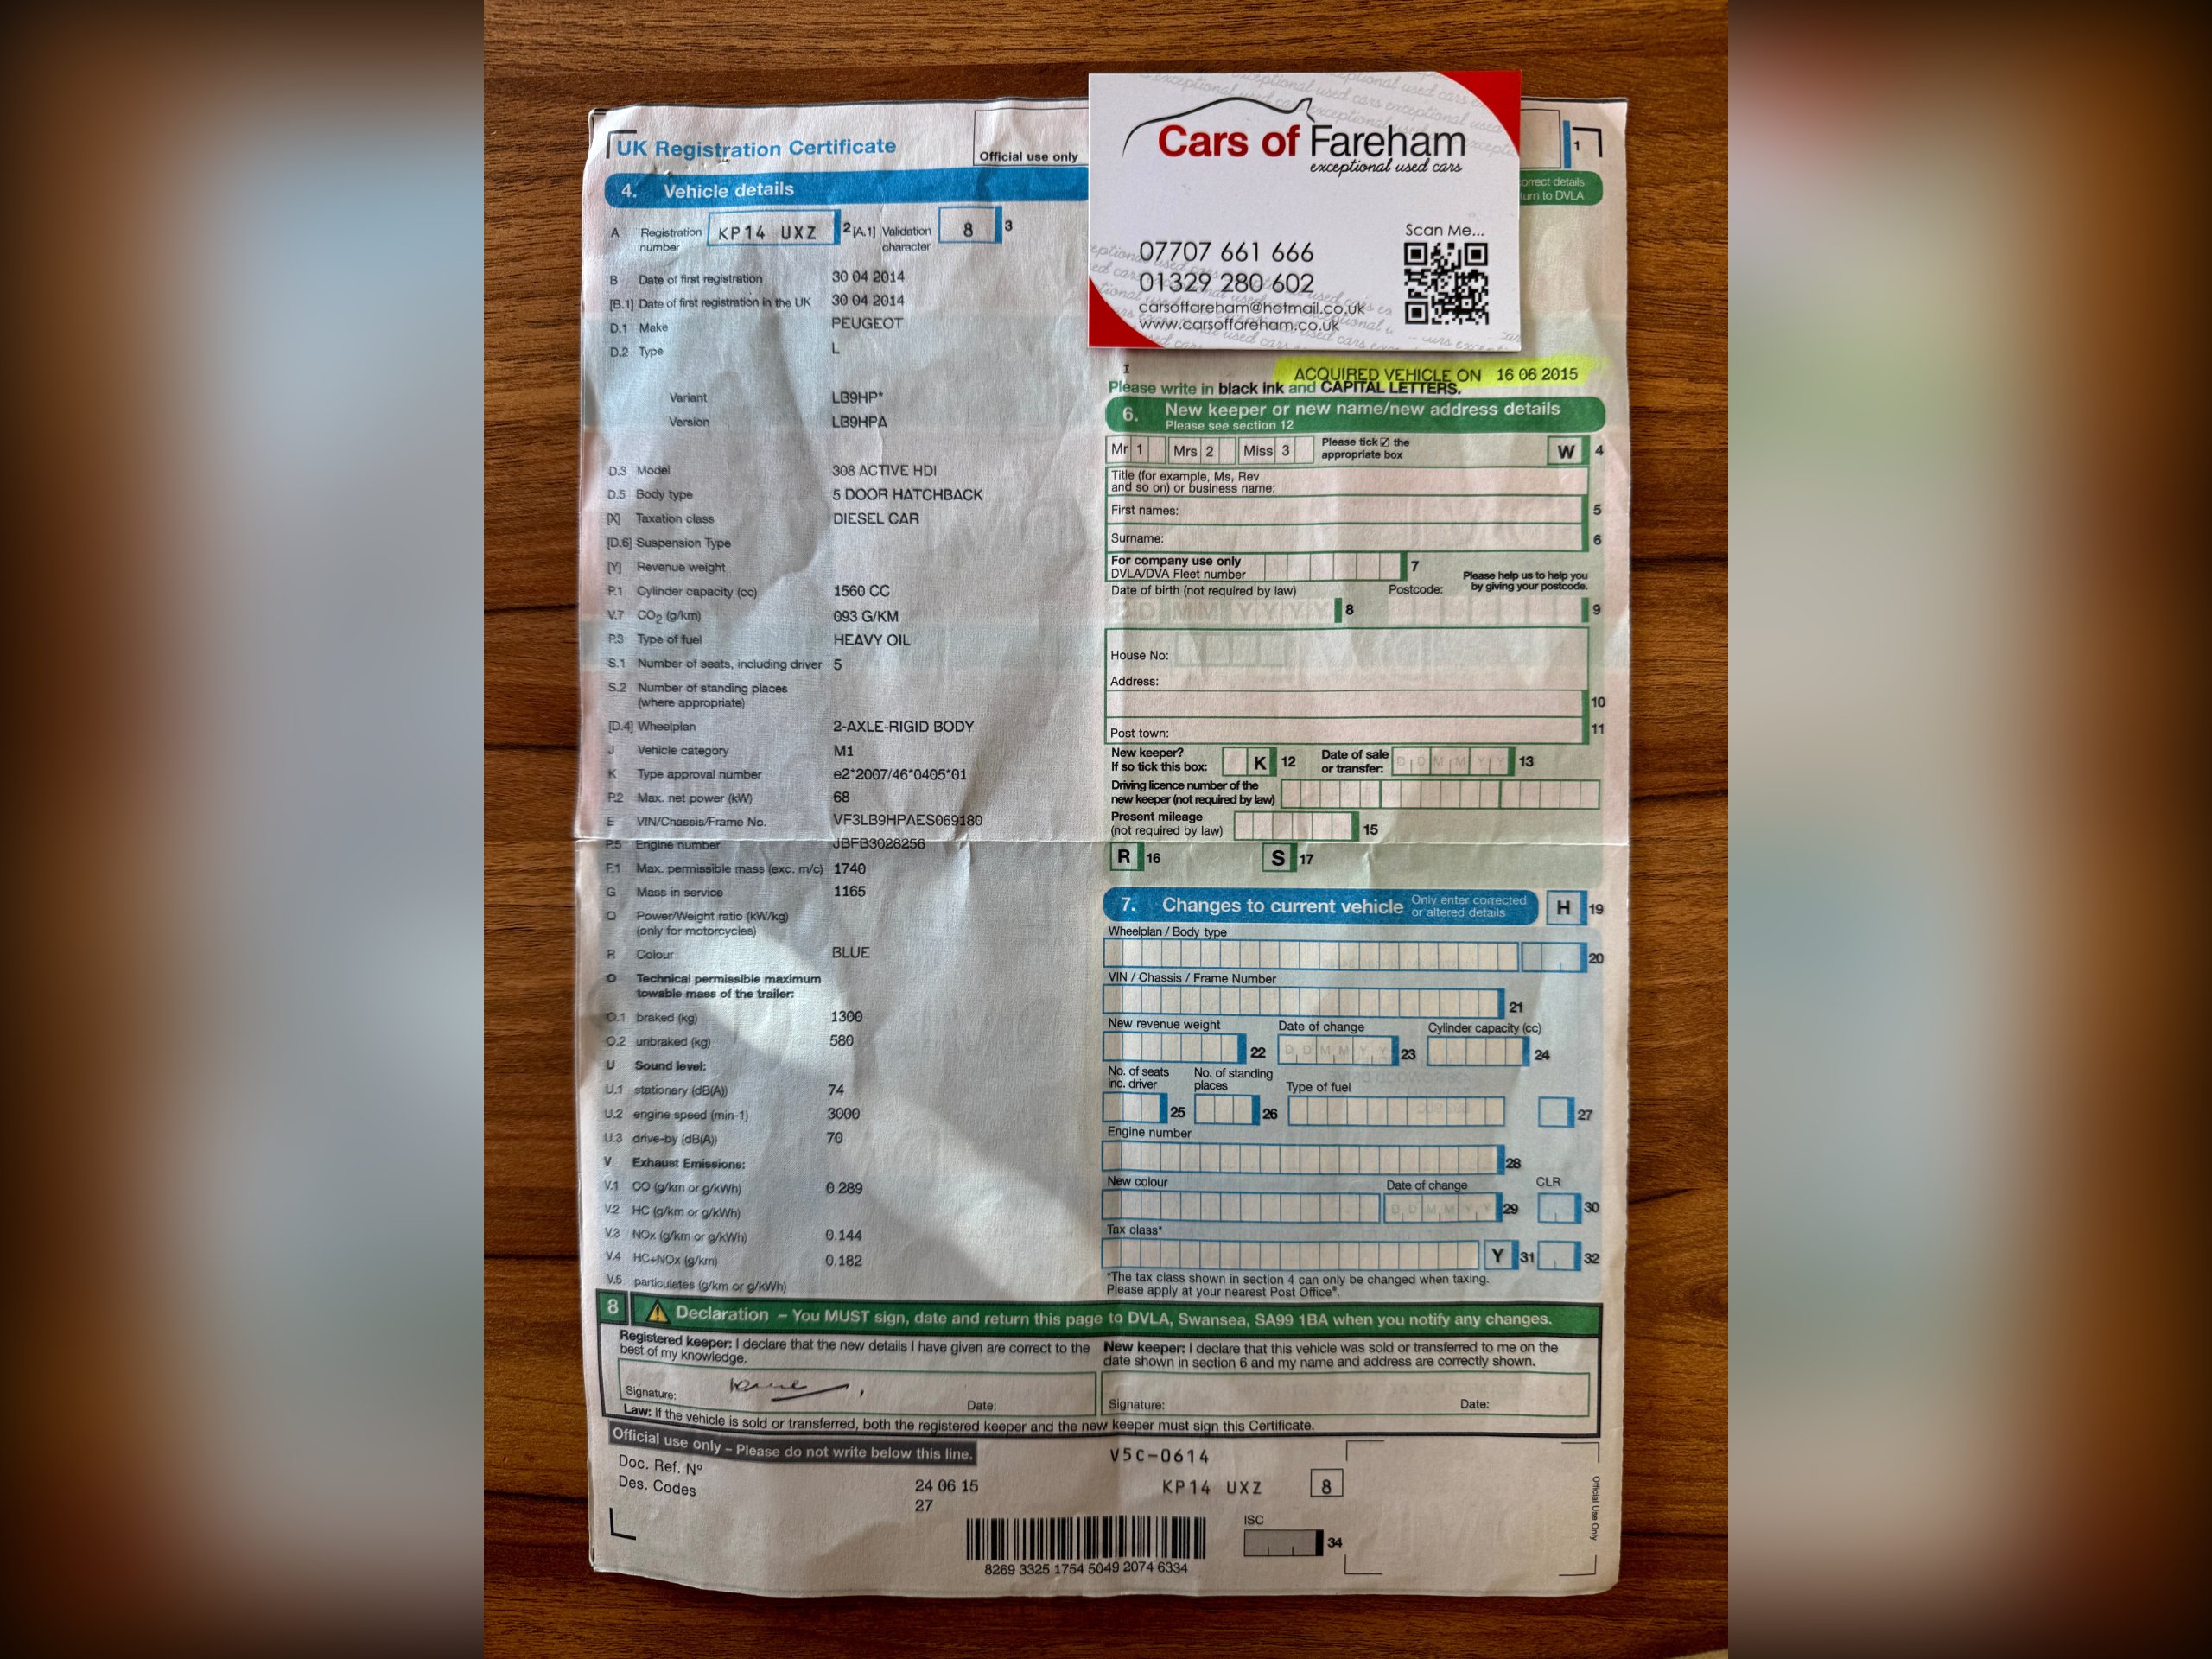 UK Registration Certificate
Official use only
1
4. Vehicle details
orrect details
turn to DVLA
Cars of Fareham
exceptional used cars
Scan Me...
07707 661 666
01329 280 602
carsoffareham@hotmail.co.uk
www.carsoffareham.co.uk
A Registration number KP14 UXZ 2 [A.1] Validation character 8 3
B Date of first registration 30 04 2014
[B.1] Date of first registration in the UK 30 04 2014
D.1 Make PEUGEOT
D.2 Type L
Variant LB9HP*
Version LB9HPA
D.3 Model 308 ACTIVE HDI
D.5 Body type 5 DOOR HATCHBACK
[X] Taxation class DIESEL CAR
[D.6] Suspension Type
[Y] Revenue weight
P.1 Cylinder capacity (cc) 1560 CC
V.7 CO2 (g/km) 093 G/KM
P.3 Type of fuel HEAVY OIL
S.1 Number of seats, including driver 5
S.2 Number of standing places
(where appropriate)
[D.4] Wheelplan 2-AXLE-RIGID BODY
J Vehicle category M1
K Type approval number e2*2007/46*0405*01
P.2 Max. net power (kW) 68
E VIN/Chassis/Frame No. VF3LB9HPAES069180
P.5 Engine number JBFB3028256
F.1 Max. permissible mass (exc. m/c) 1740
G Mass in service 1165
Q Power/Weight ratio (kW/kg)
(only for motorcycles)
R Colour BLUE
O Technical permissible maximum
towable mass of the trailer:
O.1 braked (kg) 1300
O.2 unbraked (kg) 580
U Sound level:
U.1 stationary (dB(A)) 74
U.2 engine speed (min-1) 3000
U.3 drive-by (dB(A)) 70
V Exhaust Emissions:
V.1 CO (g/km or g/kWh) 0.289
V.2 HC (g/km or g/kWh)
V.3 NOx (g/km or g/kWh) 0.144
V.4 HC+NOx (g/km) 0.182
V.5 particulates (g/km or g/kWh)
I
ACQUIRED VEHICLE ON 16 06 2015
Please write in black ink and CAPITAL LETTERS.
6. New keeper or new name/new address details
Please see section 12
Mr 1 Mrs 2 Miss 3 Please tick ☑ the appropriate box W 4
Title (for example, Ms, Rev
and so on) or business name:
First names: 5
Surname: 6
For company use only
DVLA/DVA Fleet number 7
Please help us to help you
by giving your postcode.
Date of birth (not required by law) Postcode:
D D M M Y Y Y Y 8 9
House No:
Address:
10
Post town: 11
New keeper?
If so tick this box: K 12 Date of sale or transfer: D D M M Y Y 13
Driving licence number of the
new keeper (not required by law)
Present mileage
(not required by law) 15
R 16 S 17
7. Changes to current vehicle Only enter corrected or altered details H 19
Wheelplan / Body type
20
VIN / Chassis / Frame Number
21
New revenue weight Date of change Cylinder capacity (cc)
22 D D M M Y Y 23 24
No. of seats inc. driver No. of standing places Type of fuel
25 26 27
Engine number
28
New colour Date of change CLR
D D M M Y Y 29 30
Tax class*
Y 31 32
*The tax class shown in section 4 can only be changed when taxing.
Please apply at your nearest Post Office®.
8 Declaration – You MUST sign, date and return this page to DVLA, Swansea, SA99 1BA when you notify any changes.
Registered keeper: I declare that the new details I have given are correct to the
best of my knowledge.
Signature: Date:
New keeper: I declare that this vehicle was sold or transferred to me on the
date shown in section 6 and my name and address are correctly shown.
Signature: Date:
Law: If the vehicle is sold or transferred, both the registered keeper and the new keeper must sign this Certificate.
Official use only – Please do not write below this line.
Doc. Ref. Nº
Des. Codes
24 06 15
27
V5C-0614
KP14 UXZ 8
ISC
34
8269 3325 1754 5049 2074 6334
Official Use Only